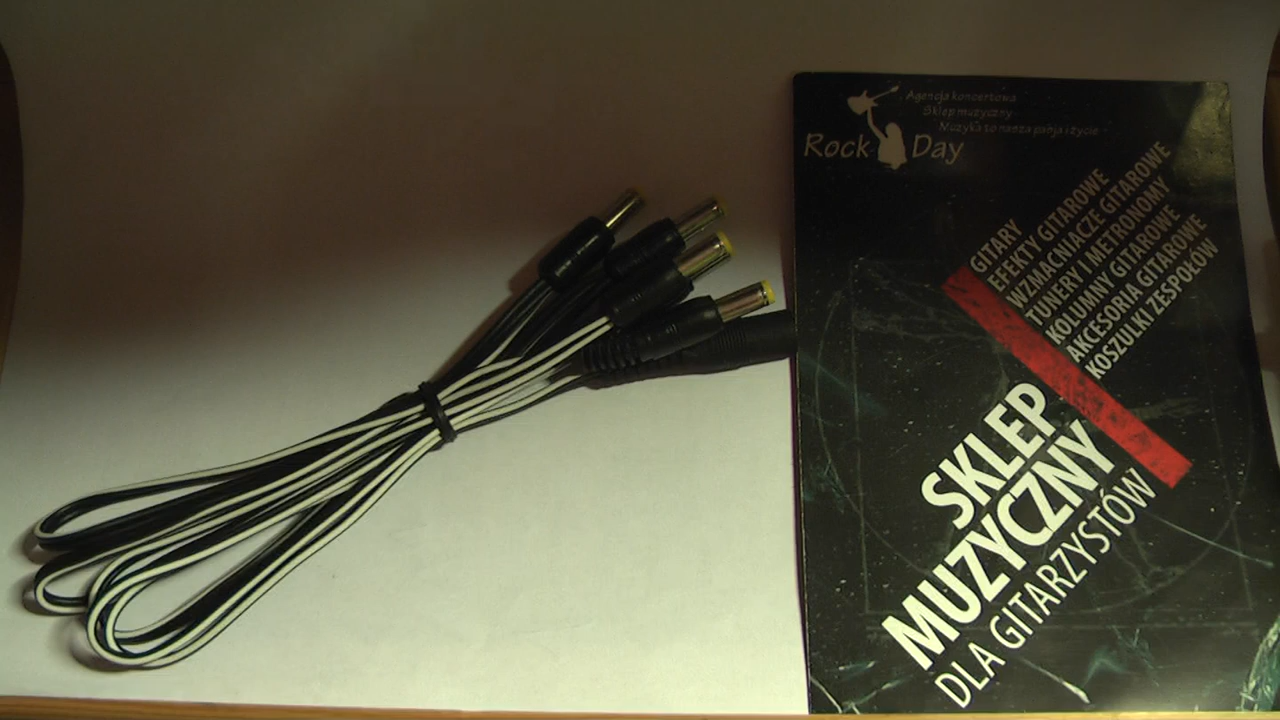 Agencja koncertowa
Sklep muzyczny
Muzyka to nasza pasja i życie
Rock Day
GITARY
EFEKTY GITAROWE
WZMACNIACZE GITAROWE
TUNERY I METRONOMY
KOLUMNY GITAROWE
AKCESORIA GITAROWE
KOSZULKI ZESPOŁÓW
SKLEP
MUZYCZNY
DLA GITARZYSTÓW